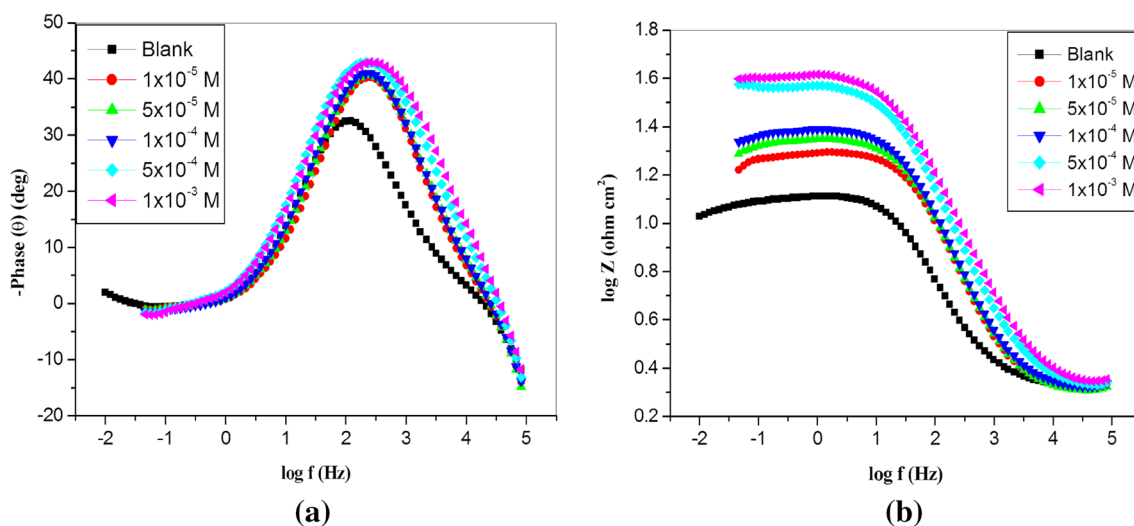 50
40
30
20
10
0
-10
-20
-Phase (θ) (deg)
-2 -1 0 1 2 3 4 5
log f (Hz)
Blank
1x10⁻⁵ M
5x10⁻⁵ M
1x10⁻⁴ M
5x10⁻⁴ M
1x10⁻³ M
(a)
2.0
1.8
1.6
1.4
1.2
1.0
0.8
0.6
0.4
0.2
log Z (ohm cm²)
-2 -1 0 1 2 3 4 5
log f (Hz)
Blank
1x10⁻⁵ M
5x10⁻⁵ M
1x10⁻⁴ M
5x10⁻⁴ M
1x10⁻³ M
(b)